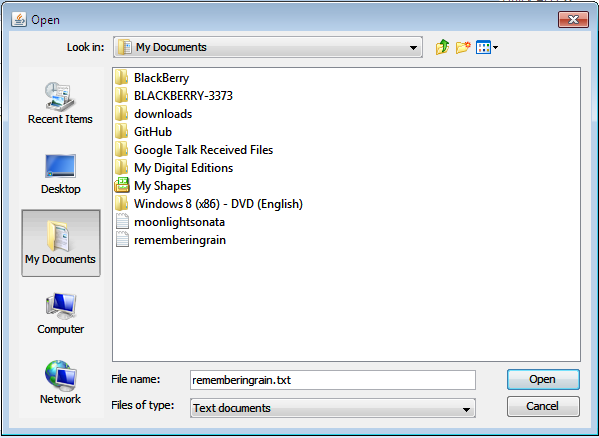 Open
Look in: My Documents
Recent Items
Desktop
My Documents
Computer
Network
BlackBerry
BLACKBERRY-3373
downloads
GitHub
Google Talk Received Files
My Digital Editions
My Shapes
Windows 8 (x86) - DVD (English)
moonlightsonata
rememberingrain
File name: rememberingrain.txt Open
Files of type: Text documents Cancel